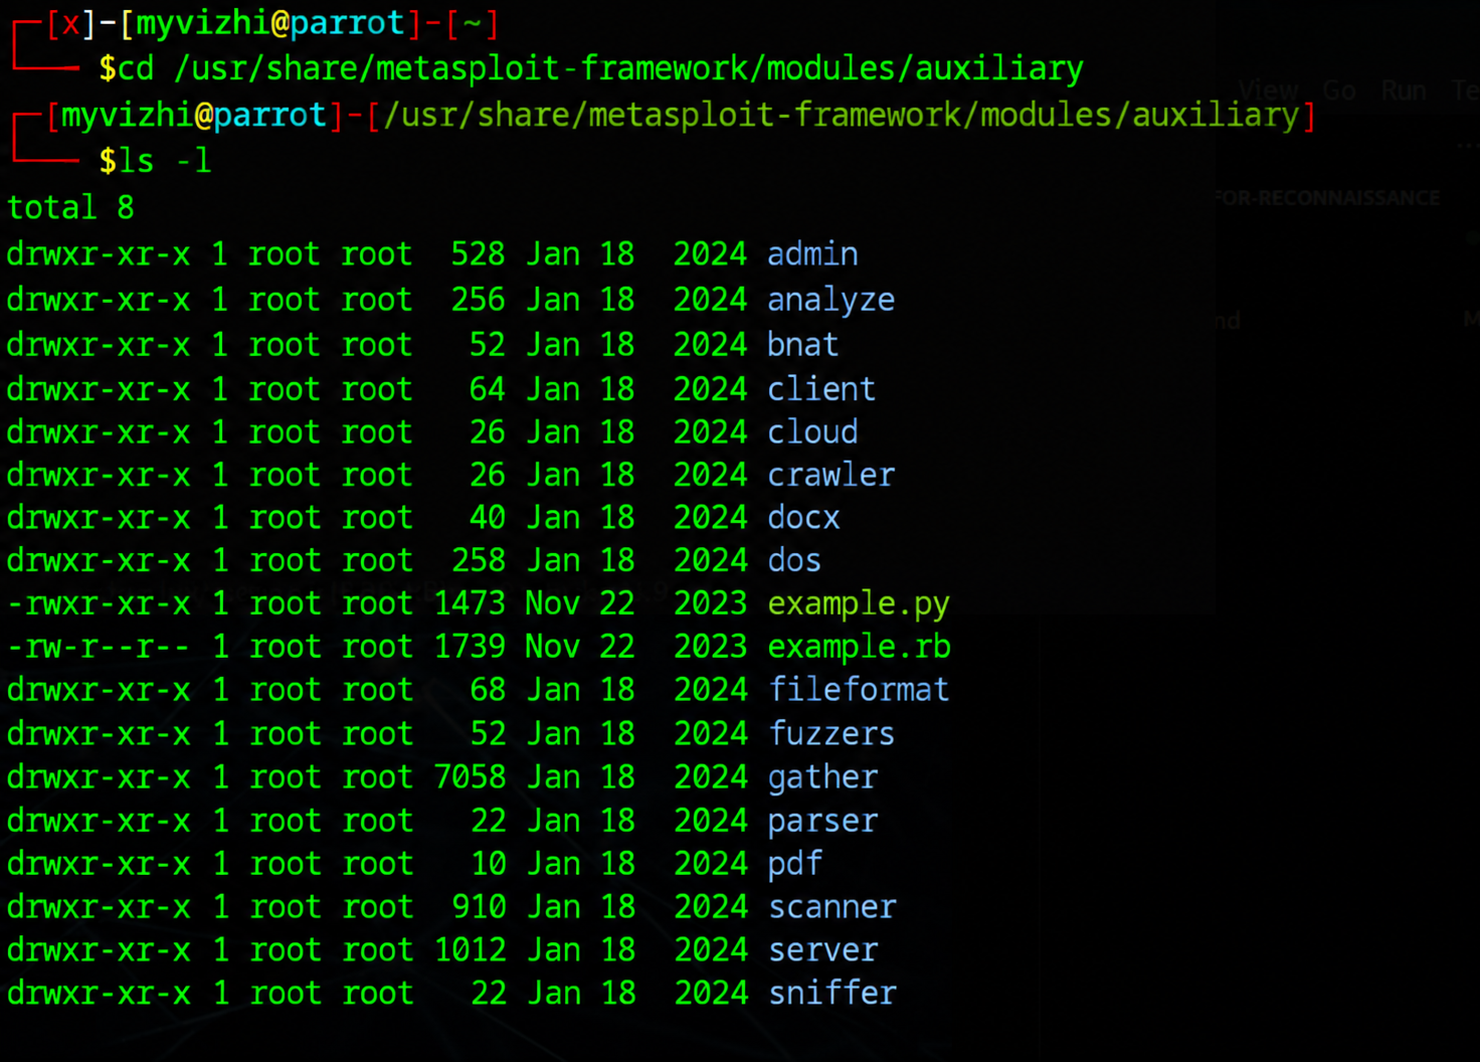 [x]-[myvizhi@parrot]-[~]
$cd /usr/share/metasploit-framework/modules/auxiliary
[myvizhi@parrot]-[/usr/share/metasploit-framework/modules/auxiliary]
$ls -l
total 8
drwxr-xr-x 1 root root  528 Jan 18  2024 admin
drwxr-xr-x 1 root root  256 Jan 18  2024 analyze
drwxr-xr-x 1 root root   52 Jan 18  2024 bnat
drwxr-xr-x 1 root root   64 Jan 18  2024 client
drwxr-xr-x 1 root root   26 Jan 18  2024 cloud
drwxr-xr-x 1 root root   26 Jan 18  2024 crawler
drwxr-xr-x 1 root root   40 Jan 18  2024 docx
drwxr-xr-x 1 root root  258 Jan 18  2024 dos
-rwxr-xr-x 1 root root 1473 Nov 22  2023 example.py
-rw-r--r-- 1 root root 1739 Nov 22  2023 example.rb
drwxr-xr-x 1 root root   68 Jan 18  2024 fileformat
drwxr-xr-x 1 root root   52 Jan 18  2024 fuzzers
drwxr-xr-x 1 root root 7058 Jan 18  2024 gather
drwxr-xr-x 1 root root   22 Jan 18  2024 parser
drwxr-xr-x 1 root root   10 Jan 18  2024 pdf
drwxr-xr-x 1 root root  910 Jan 18  2024 scanner
drwxr-xr-x 1 root root 1012 Jan 18  2024 server
drwxr-xr-x 1 root root   22 Jan 18  2024 sniffer
View Go Run
FOR-RECONNAISSANCE